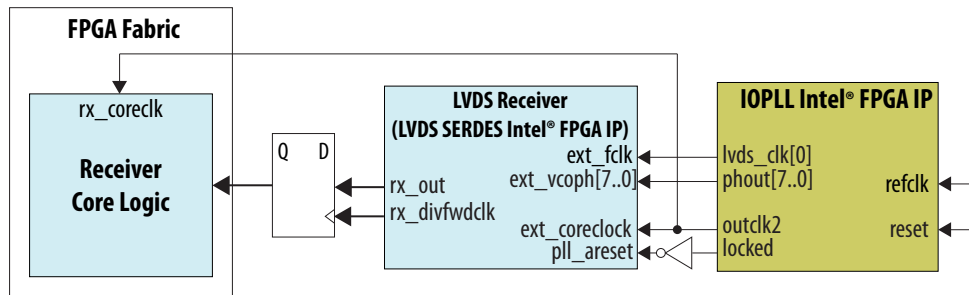 FPGA Fabric
rx_coreclk
Receiver
Core Logic
Q D
LVDS Receiver
(LVDS SERDES Intel® FPGA IP)
ext_fclk
ext_vcoph[7..0]
rx_out
rx_divfwdclk
ext_coreclock
pll_areset
IOPLL Intel® FPGA IP
lvds_clk[0]
phout[7..0]
refclk
outclk2
reset
locked